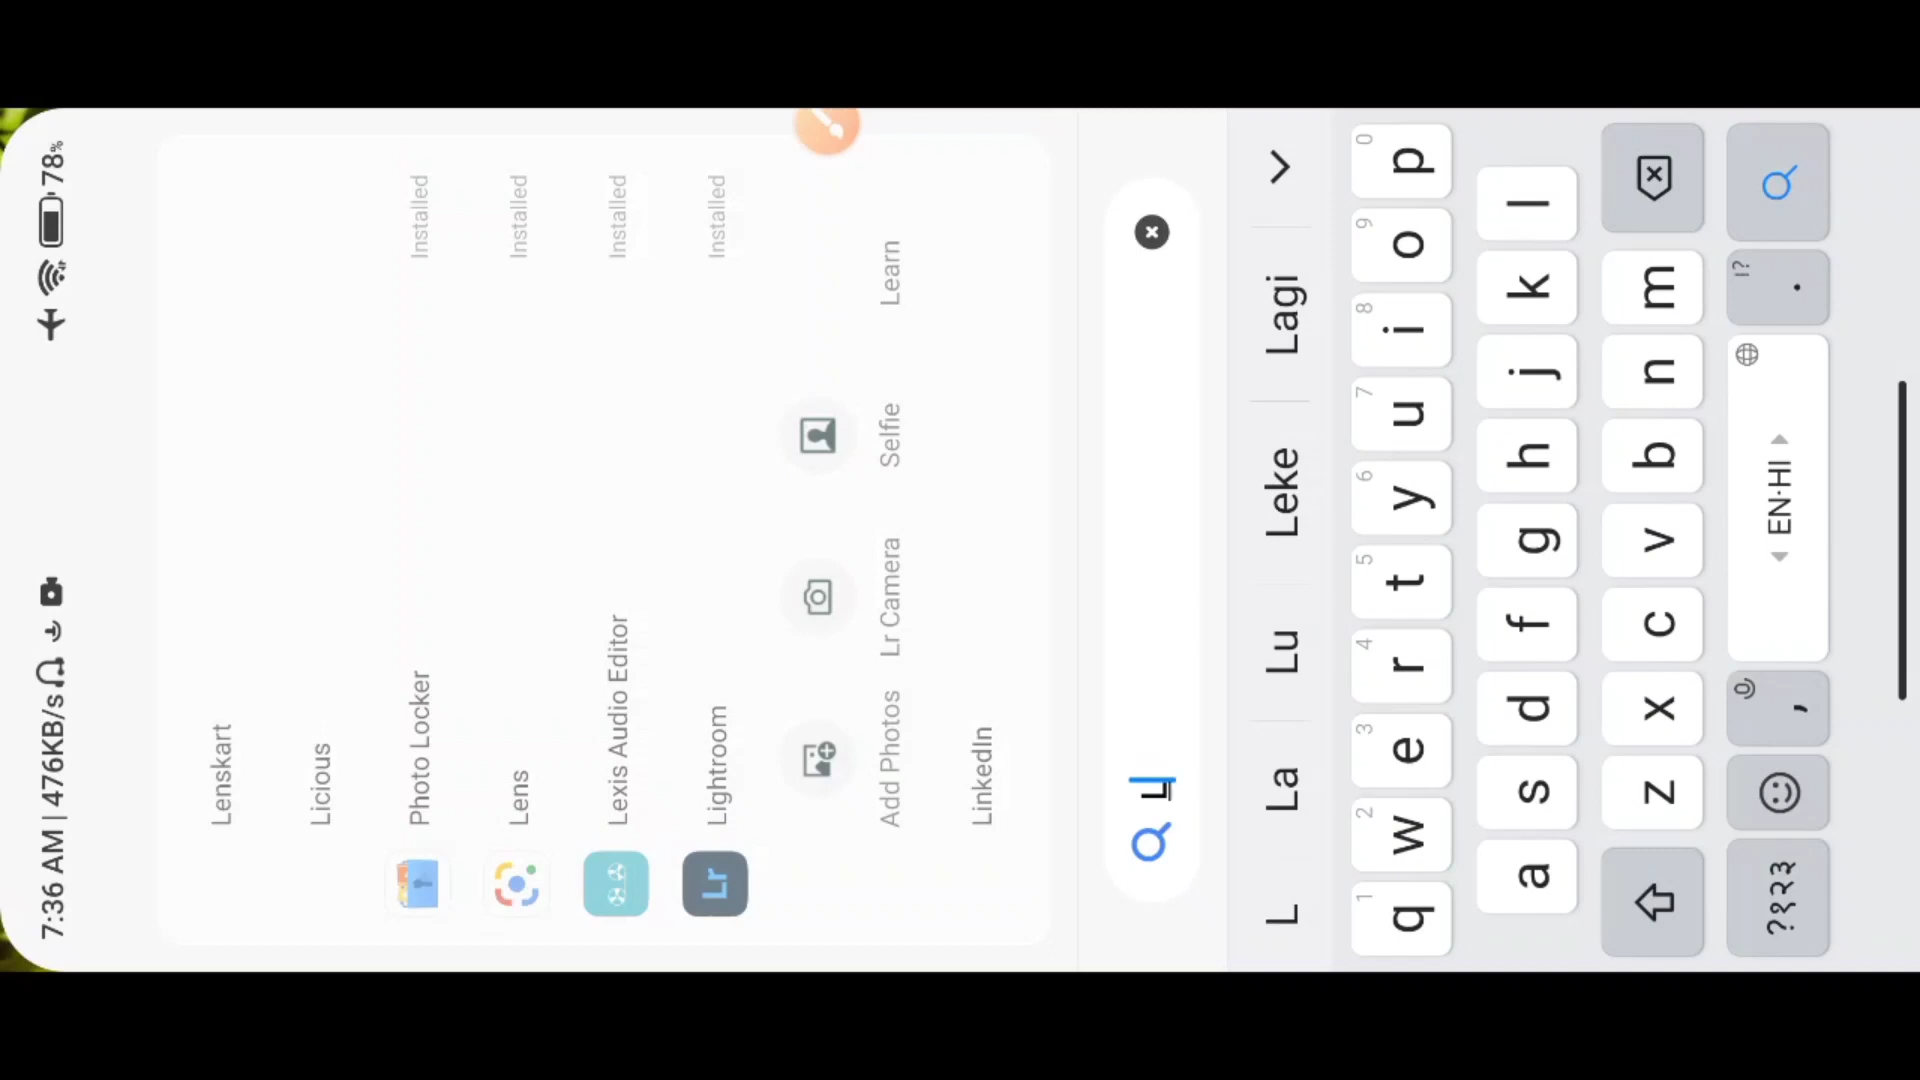 7:36 AM | 476KB/s
78%
Lenskart
Licious
Photo Locker Installed
Lens Installed
Lexis Audio Editor Installed
Lr
Lightroom Installed
Add Photos Lr Camera Selfie Learn
LinkedIn
L
L La Lu Leke Lagi
1 2 3 4 5 6 7 8 9 0
q w e r t y u i o p
a s d f g h j k l
z x c v b n m
?१२३ , EN·HI . !?